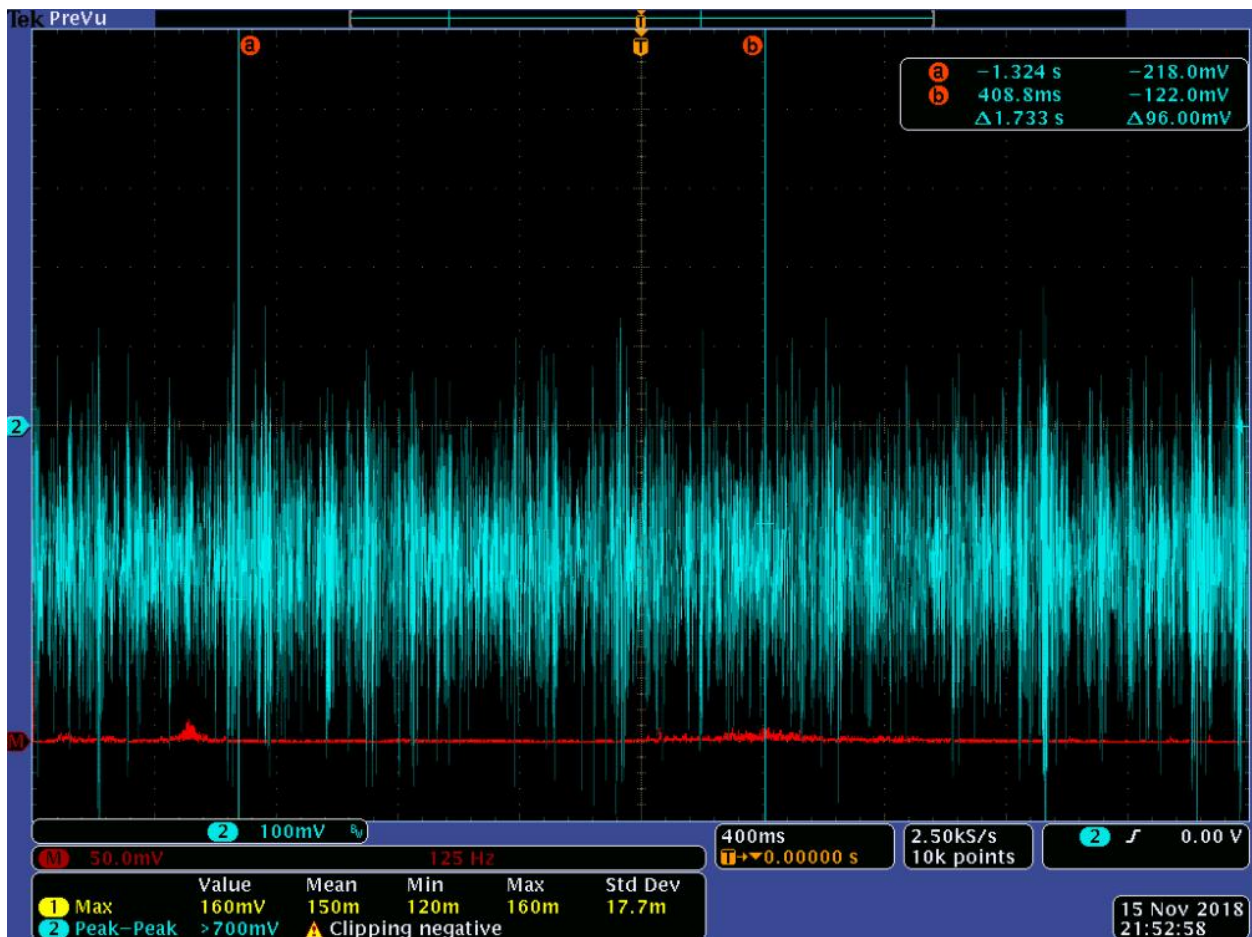 Tek PreVu
T
T
a
b
a −1.324 s −218.0mV
b 408.8ms −122.0mV
Δ1.733 s Δ96.00mV
2
M
2 100mV BW
M 50.0mV 125 Hz
400ms
T→▼0.00000 s
2.50kS/s
10k points
2 0.00 V
Value Mean Min Max Std Dev
1 Max 160mV 150m 120m 160m 17.7m
2 Peak−Peak >700mV Clipping negative
15 Nov 2018
21:52:58